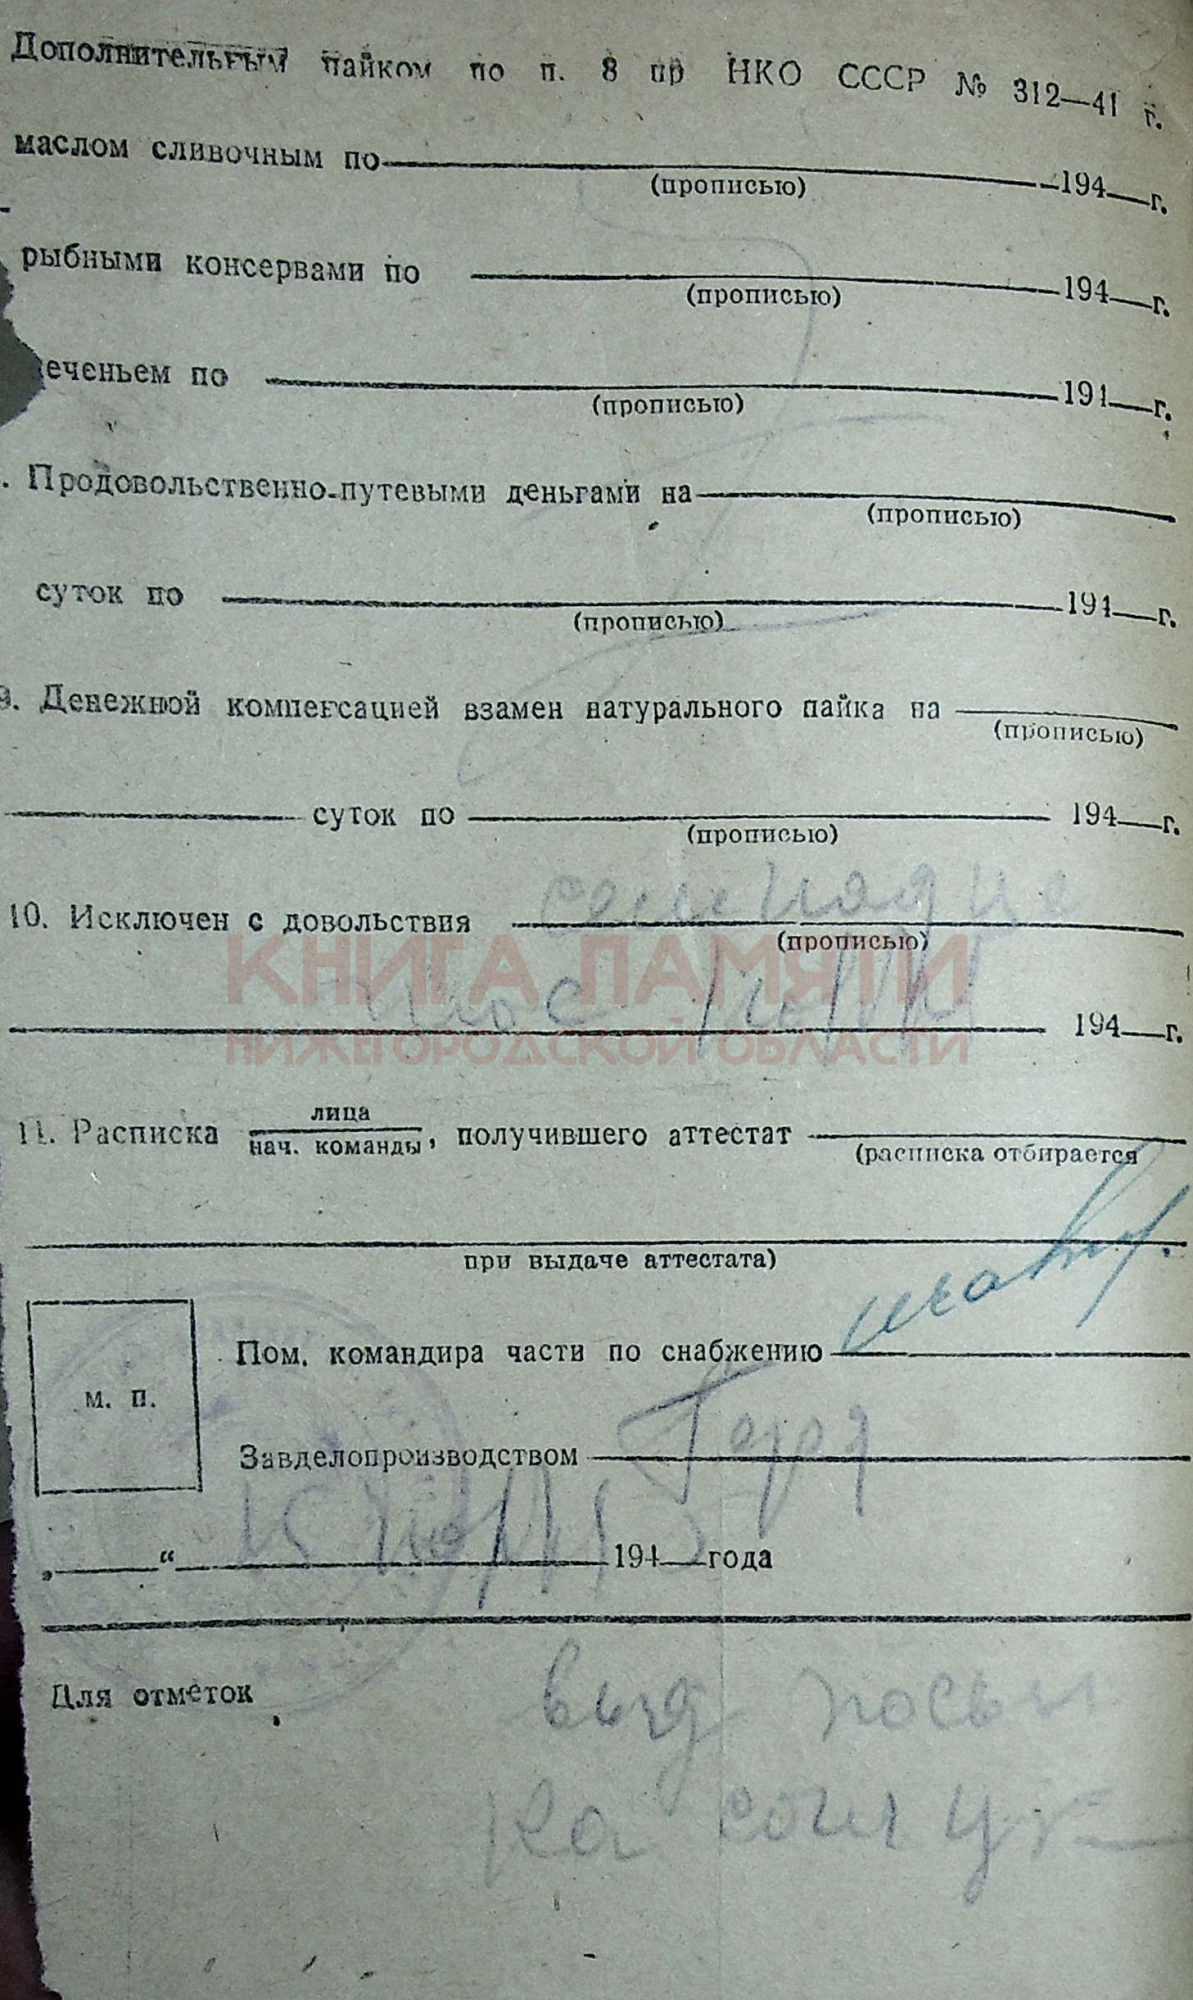 Дополнительным пайком по п. 8 пр НКО СССР № 312—41 г.
маслом сливочным по 194 г.
(прописью)
рыбными консервами по 194 г.
(прописью)
еченьем по 194 г.
(прописью)
. Продовольственно-путевыми деньгами на
(прописью)
суток по 194 г.
(прописью)
9. Денежной компенсацией взамен натурального пайка на
(прописью)
суток по 194 г.
(прописью)
10. Исключен с довольствия
(прописью)
КНИГА ПАМЯТИ
194 г.
НИЖЕГОРОДСКОЙ ОБЛАСТИ
лица
11. Расписка нач. команды, получившего аттестат
(расписка отбирается
при выдаче аттестата)
Пом. командира части по снабжению
м. п.
Завделопроизводством
„ “ 194 года
Для отметок